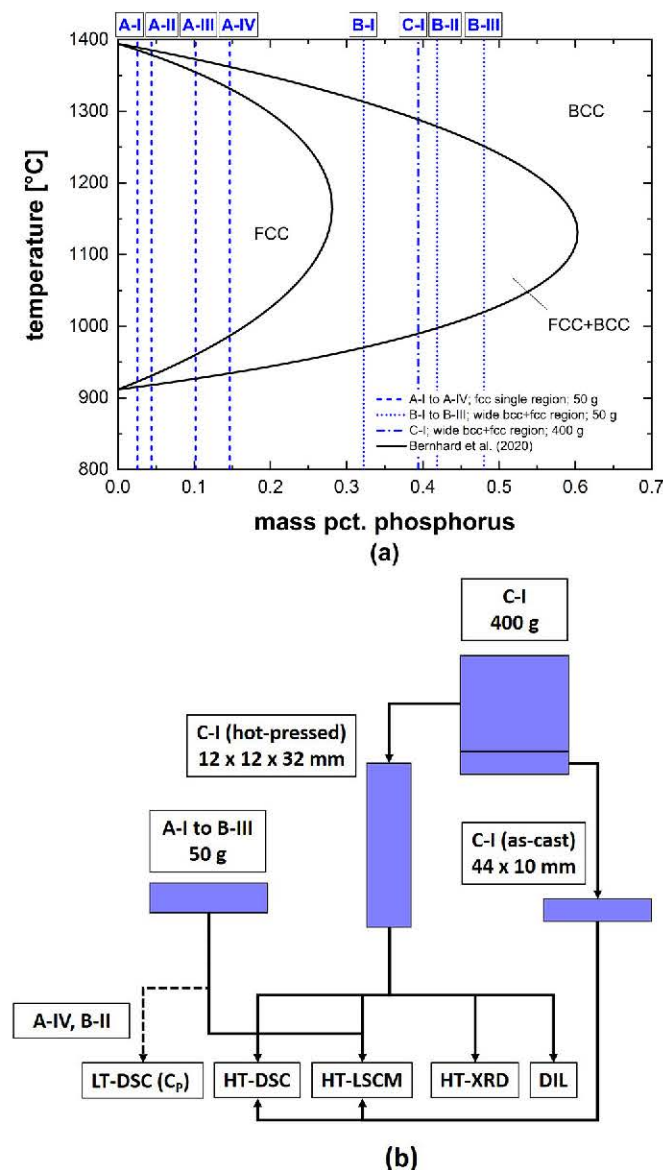 A-I A-II A-III A-IV B-I C-I B-II B-III
1400
1300
1200
1100
1000
900
800
temperature [°C]
BCC
FCC
FCC+BCC
A-I to A-IV; fcc single region; 50 g
B-I to B-III; wide bcc+fcc region; 50 g
C-I; wide bcc+fcc region; 400 g
Bernhard et al. (2020)
0.0 0.1 0.2 0.3 0.4 0.5 0.6 0.7
mass pct. phosphorus
(a)
C-I
400 g
C-I (hot-pressed)
12 x 12 x 32 mm
A-I to B-III
50 g
C-I (as-cast)
44 x 10 mm
A-IV, B-II
LT-DSC (CP) HT-DSC HT-LSCM HT-XRD DIL
(b)